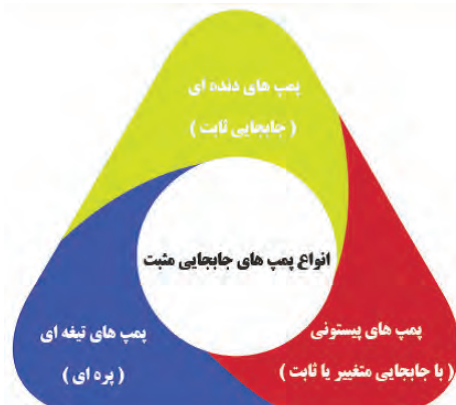 پمپ های دنده ای
( جابجایی ثابت )
انواع پمپ های جابجایی مثبت
پمپ های پیستونی
( با جابجایی متغییر یا ثابت )
پمپ های تیغه ای
( پره ای )